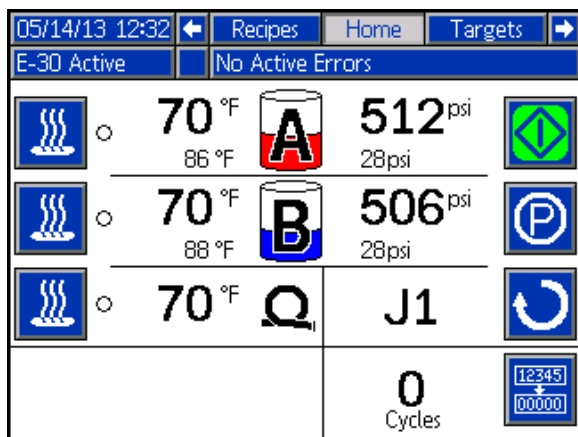 05/14/13 12:32 Recipes Home Targets
E-30 Active No Active Errors
70 °F A 512 psi
86 °F 28psi
70 °F B 506 psi P
88 °F 28psi
70 °F J1
0
Cycles
12345
00000